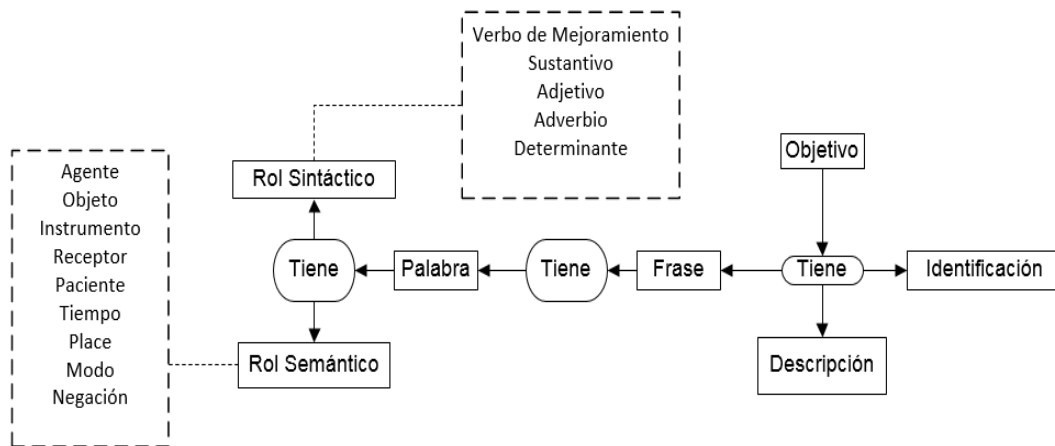 Verbo de Mejoramiento
Sustantivo
Adjetivo
Adverbio
Determinante
Objetivo
Agente
Objeto
Instrumento
Receptor
Paciente
Tiempo
Place
Modo
Negación
Rol Sintáctico
Tiene
Palabra
Tiene
Frase
Tiene
Identificación
Rol Semántico
Descripción